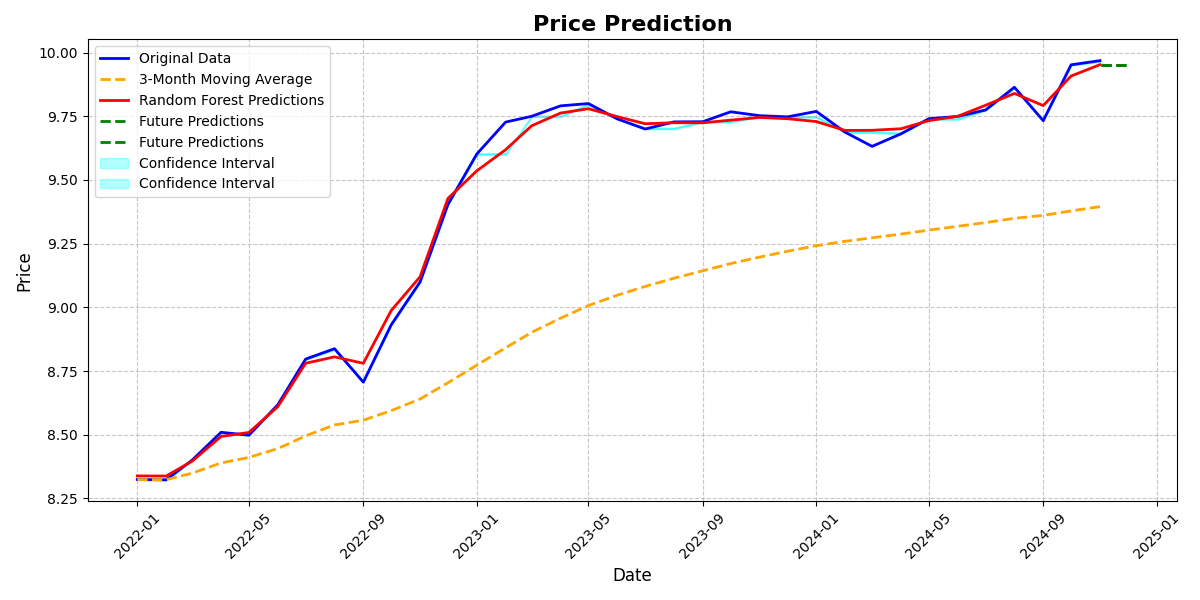 Price Prediction
Original Data
3-Month Moving Average
Random Forest Predictions
Future Predictions
Future Predictions
Confidence Interval
Confidence Interval
Price
10.00
9.75
9.50
9.25
9.00
8.75
8.50
8.25
2022-01
2022-05
2022-09
2023-01
2023-05
2023-09
2024-01
2024-05
2024-09
2025-01
Date